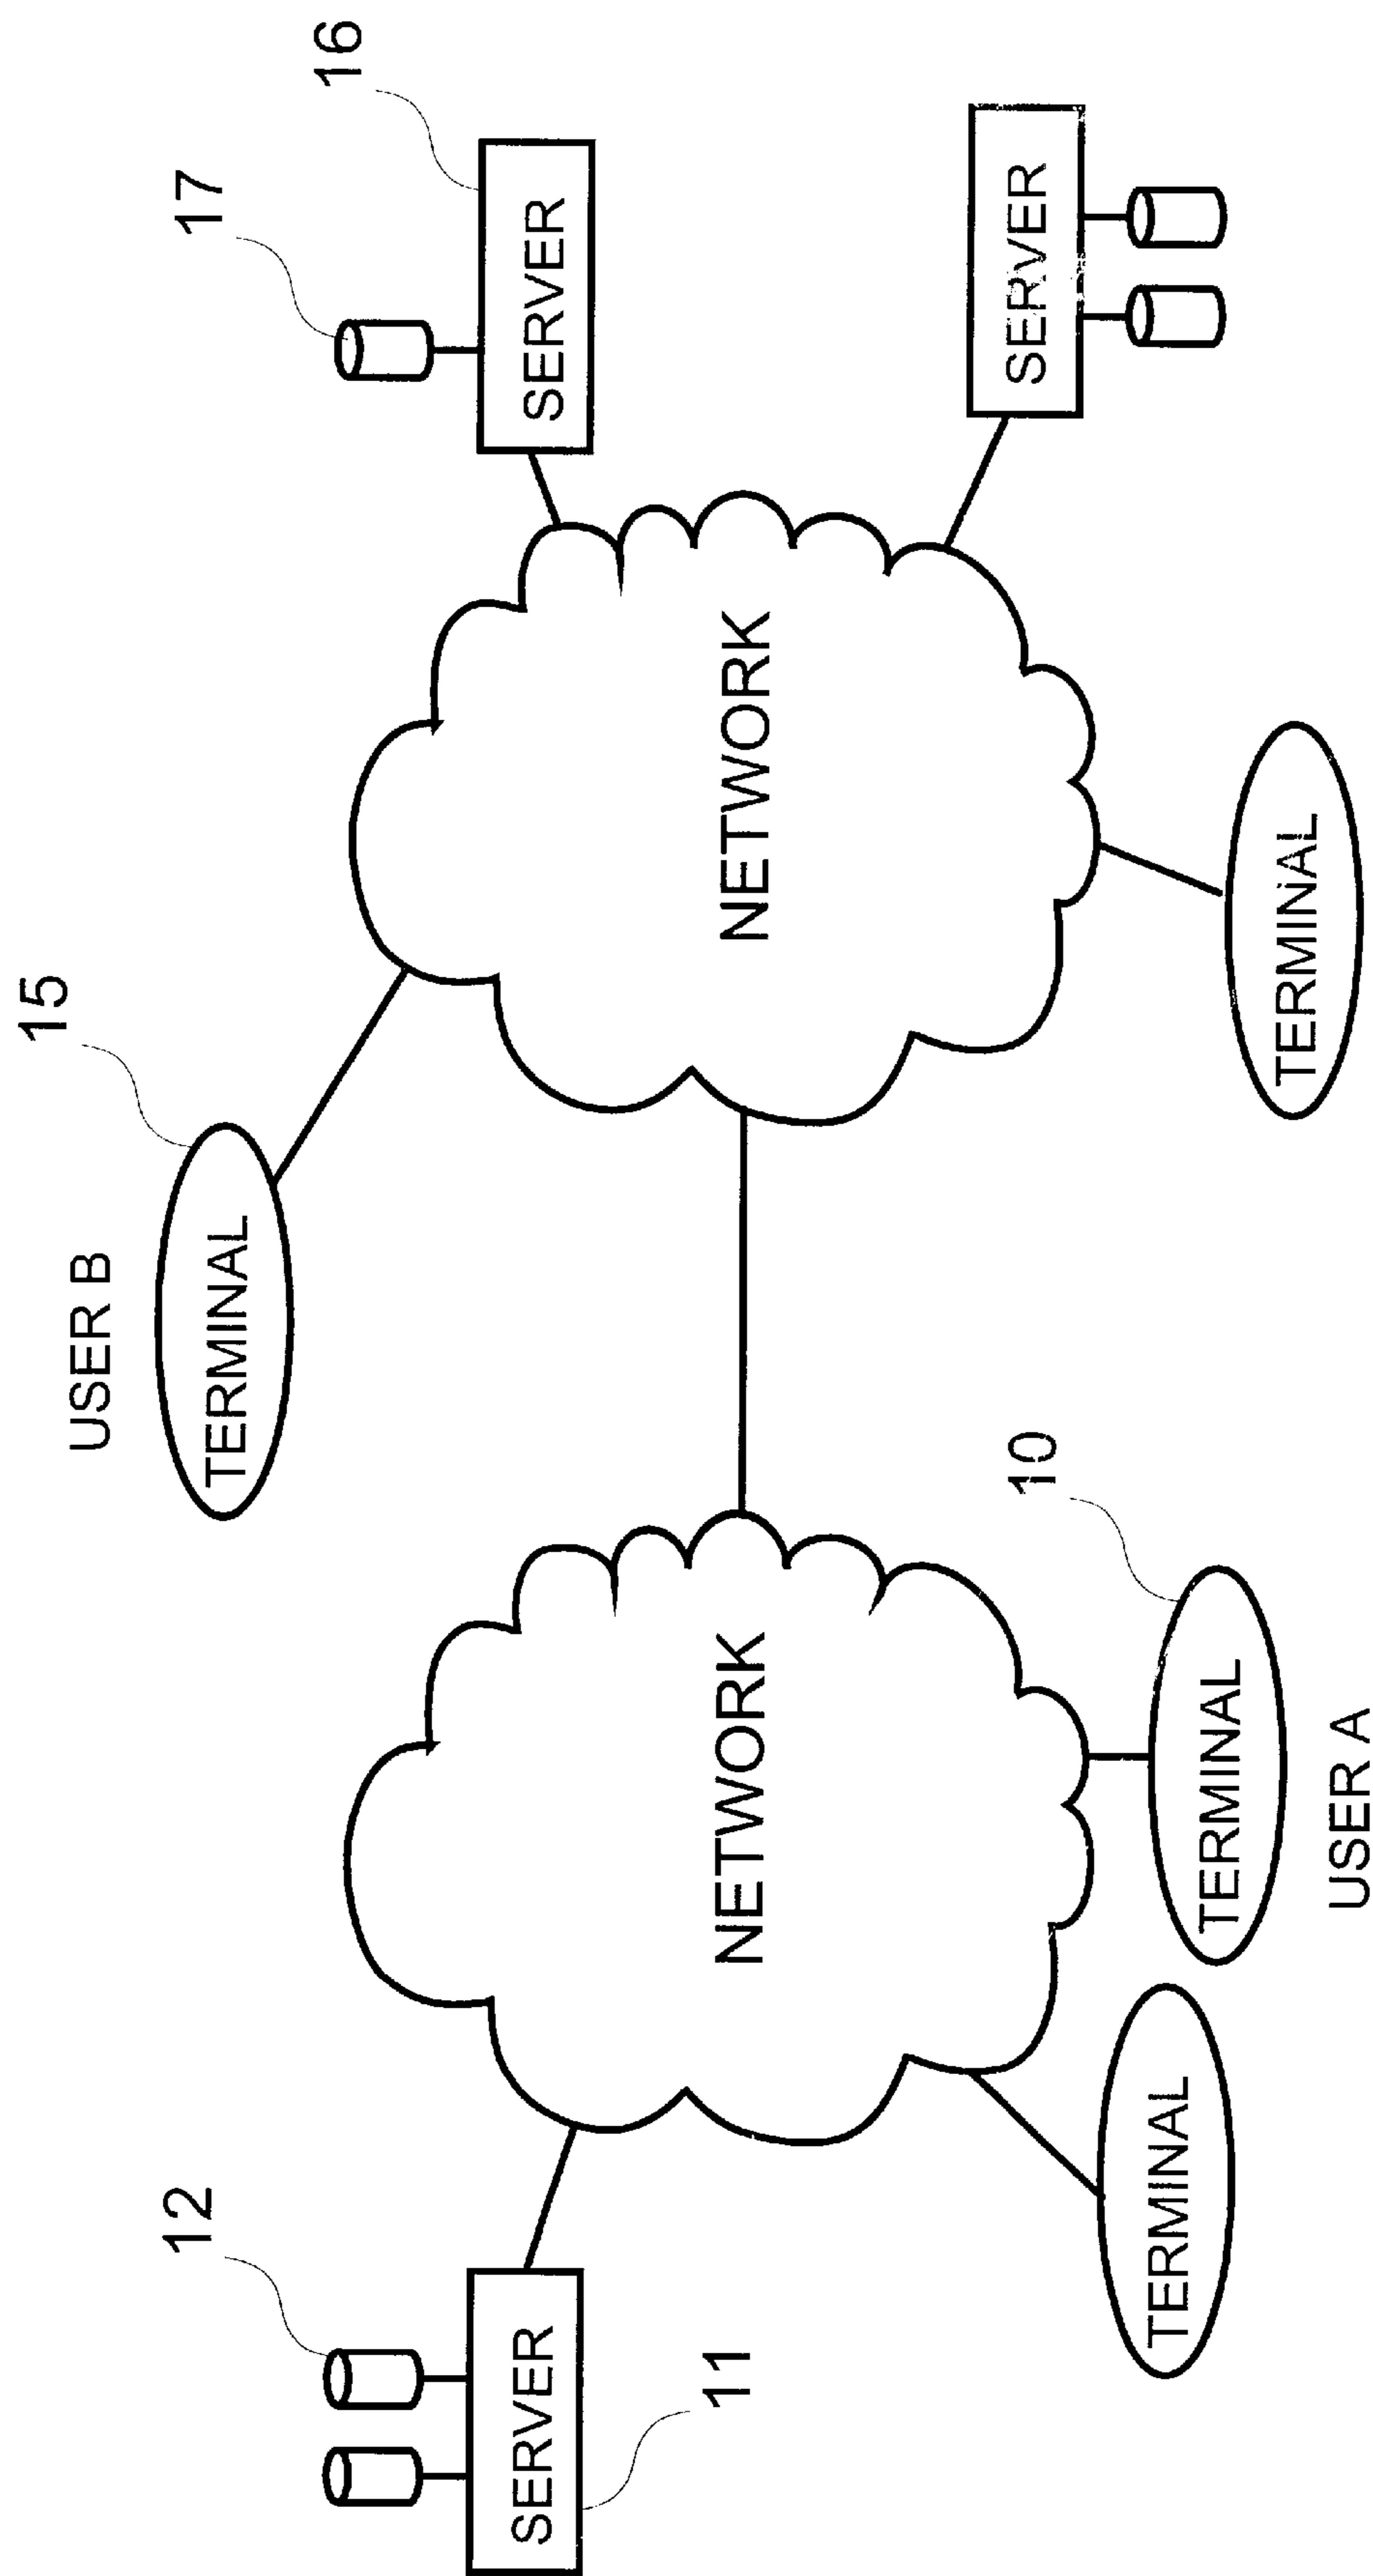 12
SERVER
11
NETWORK
TERMINAL
TERMINAL
10
USER A
USER B
TERMINAL
15
NETWORK
TERMINAL
17
16
SERVER
SERVER